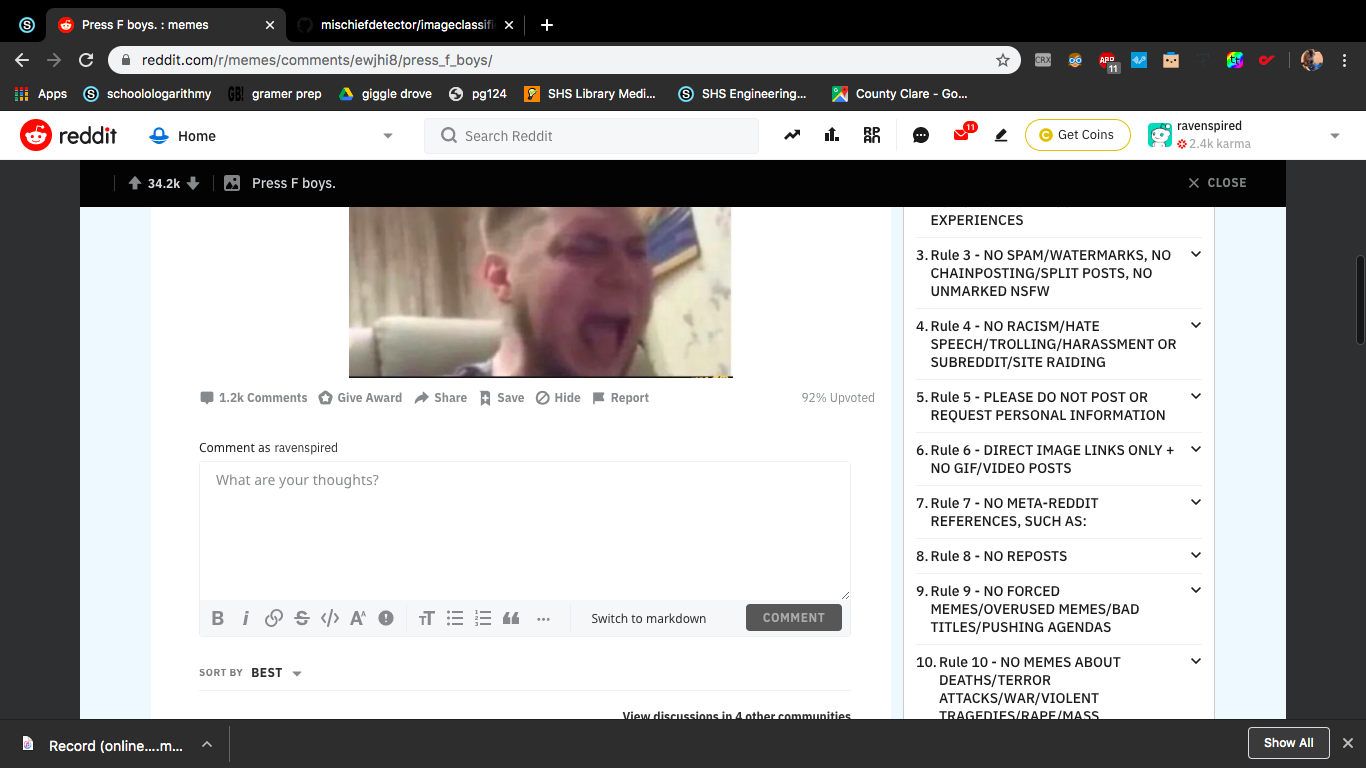 Press F boys. : memes
mischiefdetector/imageclassifi
reddit.com/r/memes/comments/ewjhi8/press_f_boys/
CRX
ABP
11
Apps
schoolologarithmy
GB!
gramer prep
giggle drove
pg124
SHS Library Medi...
SHS Engineering...
County Clare - Go...
reddit
Home
Search Reddit
11
Get Coins
ravenspired
2.4k karma
34.2k
Press F boys.
CLOSE
1.2k Comments
Give Award
Share
Save
Hide
Report
92% Upvoted
Comment as ravenspired
What are your thoughts?
Switch to markdown
COMMENT
SORT BY BEST
View discussions in 4 other communities
EXPERIENCES
3. Rule 3 - NO SPAM/WATERMARKS, NO
CHAINPOSTING/SPLIT POSTS, NO
UNMARKED NSFW
4. Rule 4 - NO RACISM/HATE
SPEECH/TROLLING/HARASSMENT OR
SUBREDDIT/SITE RAIDING
5. Rule 5 - PLEASE DO NOT POST OR
REQUEST PERSONAL INFORMATION
6. Rule 6 - DIRECT IMAGE LINKS ONLY +
NO GIF/VIDEO POSTS
7. Rule 7 - NO META-REDDIT
REFERENCES, SUCH AS:
8. Rule 8 - NO REPOSTS
9. Rule 9 - NO FORCED
MEMES/OVERUSED MEMES/BAD
TITLES/PUSHING AGENDAS
10. Rule 10 - NO MEMES ABOUT
DEATHS/TERROR
ATTACKS/WAR/VIOLENT
TRAGEDIES/RAPE/MASS
Record (online....m...
Show All